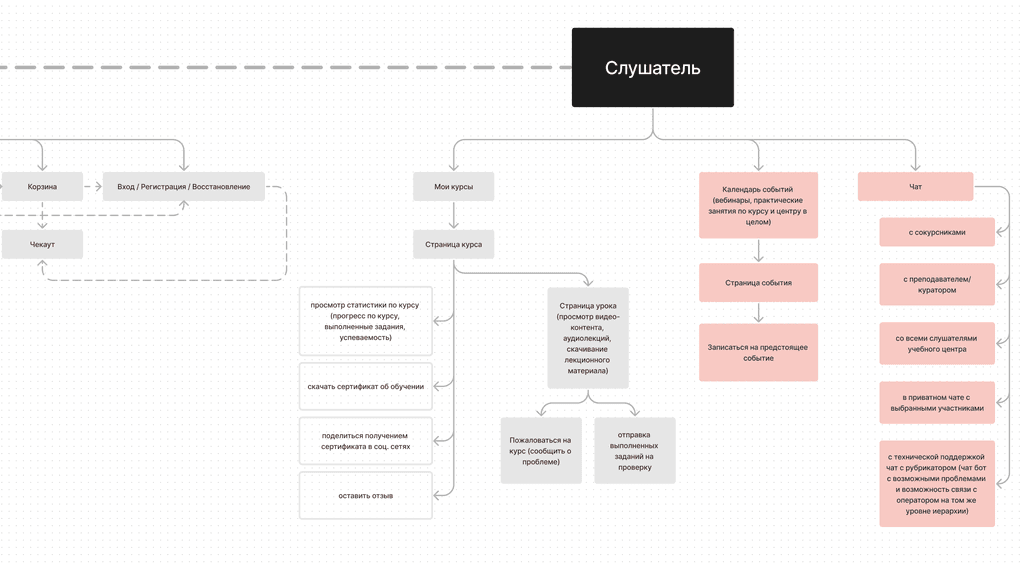 Слушатель
Корзина
Вход / Регистрация / Восстановление
Чекаут
Мои курсы
Страница курса
просмотр статистики по курсу
(прогресс по курсу,
выполненные задания,
успеваемость)
скачать сертификат об обучении
поделиться получением
сертификата в соц. сетях
оставить отзыв
Страница урока
(просмотр видео-
контента,
аудиолекций,
скачивание
лекционного
материала)
Пожаловаться на
курс (сообщить о
проблеме)
отправка
выполненных
заданий на
проверку
Календарь событий
(вебинары, практические
занятия по курсу и центру в
целом)
Страница события
Записаться на предстоящее
событие
Чат
с сокурсниками
с преподавателем/
куратором
со всеми слушателями
учебного центра
в приватном чате с
выбранными участниками
с технической поддержкой
чат с рубрикатором (чат бот
с возможными проблемами
и возможность связи с
оператором на том же
уровне иерархии)